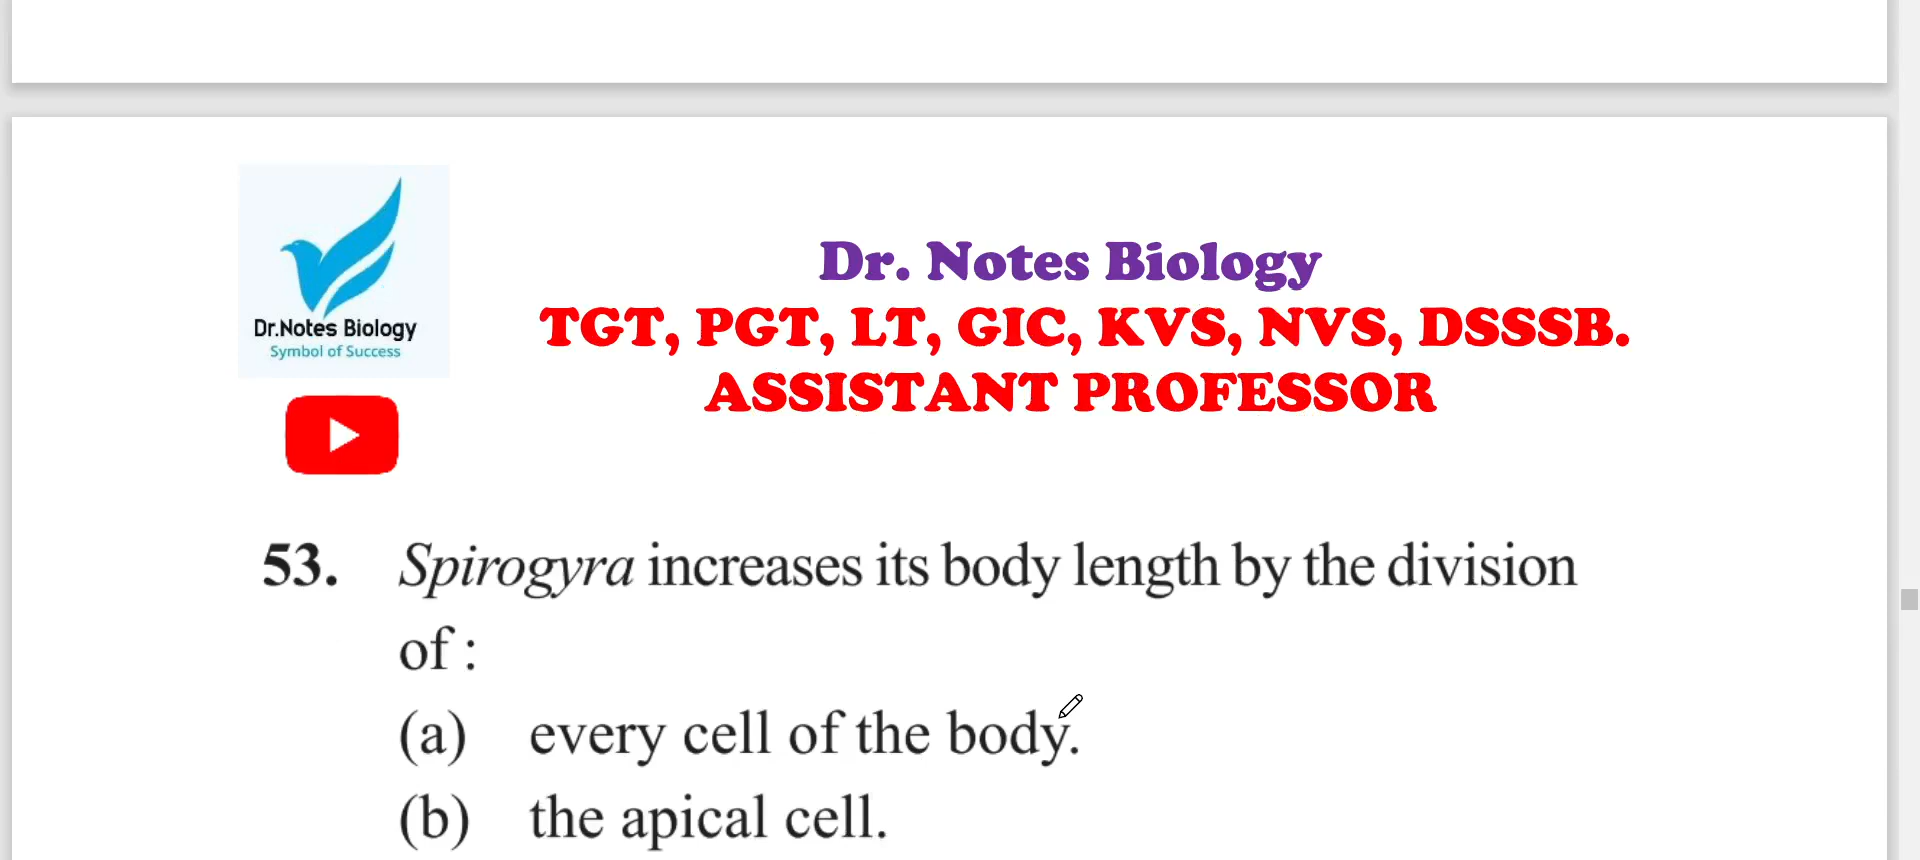 Dr.Notes Biology
Symbol of Success
Dr. Notes Biology
TGT, PGT, LT, GIC, KVS, NVS, DSSSB.
ASSISTANT PROFESSOR
53. Spirogyra increases its body length by the division
of :
(a) every cell of the body.
(b) the apical cell.